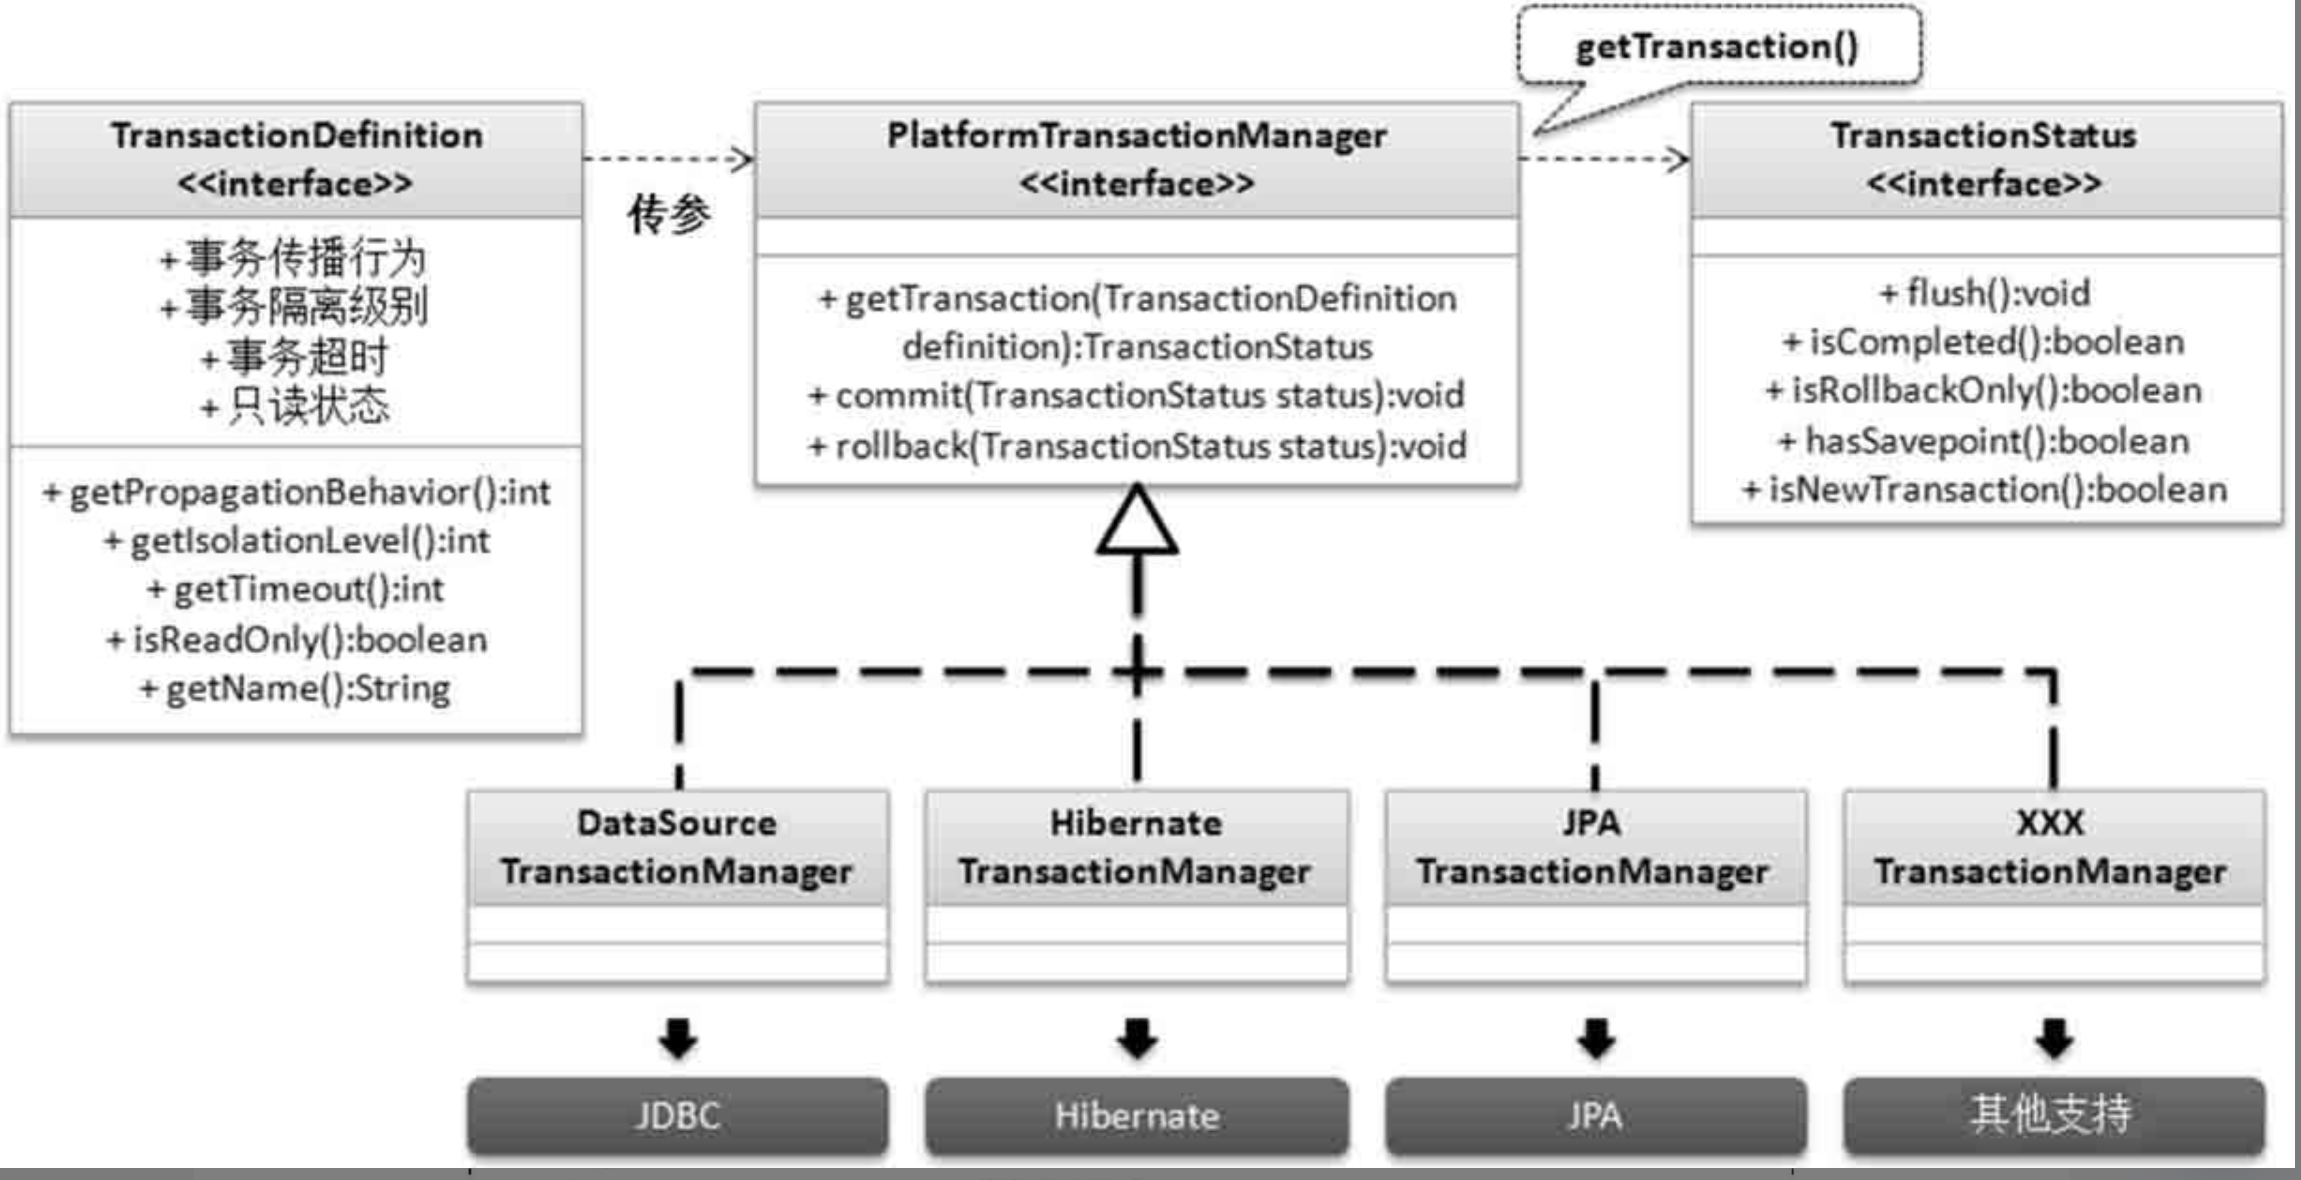 getTransaction()
TransactionDefinition
<<interface>>
+ 事务传播行为
+ 事务隔离级别
+ 事务超时
+ 只读状态
+ getPropagationBehavior():int
+ getIsolationLevel():int
+ getTimeout():int
+ isReadOnly():boolean
+ getName():String
传参
PlatformTransactionManager
<<interface>>
+ getTransaction(TransactionDefinition
definition):TransactionStatus
+ commit(TransactionStatus status):void
+ rollback(TransactionStatus status):void
TransactionStatus
<<interface>>
+ flush():void
+ isCompleted():boolean
+ isRollbackOnly():boolean
+ hasSavepoint():boolean
+ isNewTransaction():boolean
DataSource
TransactionManager
Hibernate
TransactionManager
JPA
TransactionManager
XXX
TransactionManager
JDBC
Hibernate
JPA
其他支持